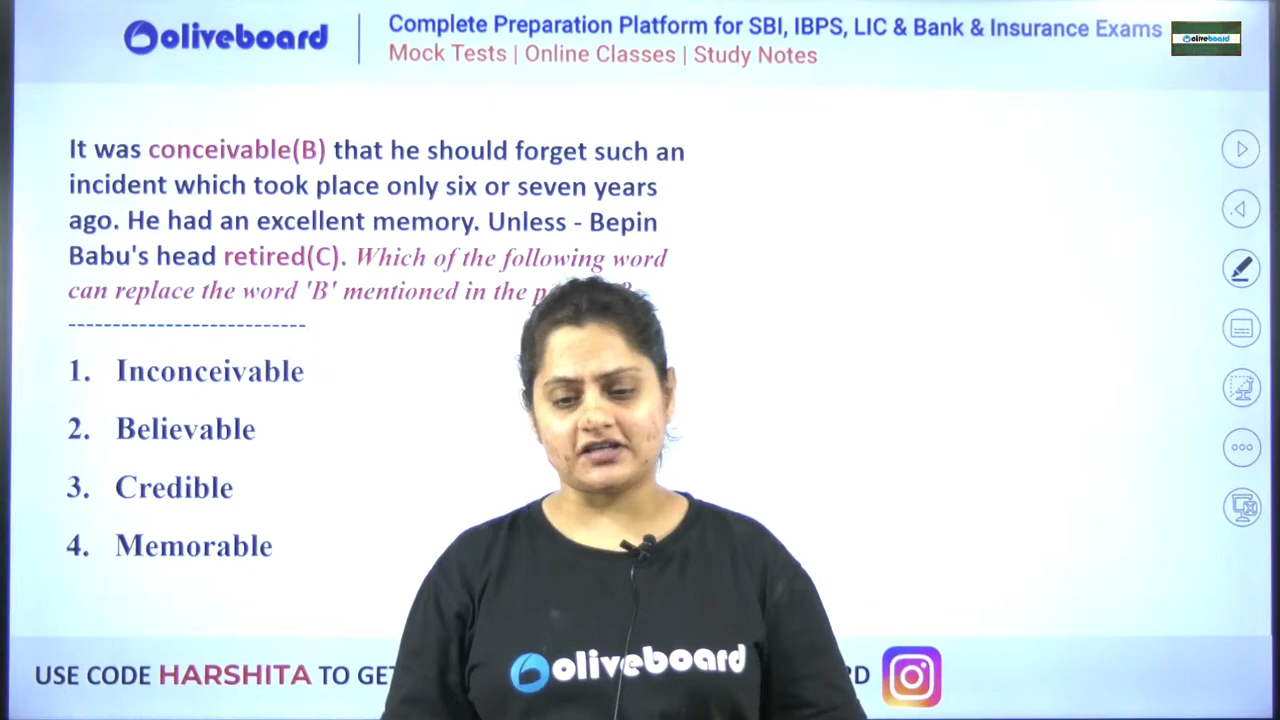 oliveboard
Complete Preparation Platform for SBI, IBPS, LIC & Bank & Insurance Exams
Mock Tests | Online Classes | Study Notes
oliveboard
It was conceivable(B) that he should forget such an
incident which took place only six or seven years
ago. He had an excellent memory. Unless - Bepin
Babu's head retired(C). Which of the following word
can replace the word 'B' mentioned in the
---------------------------
1. Inconceivable
2. Believable
3. Credible
4. Memorable
oliveboard
USE CODE HARSHITA TO GET